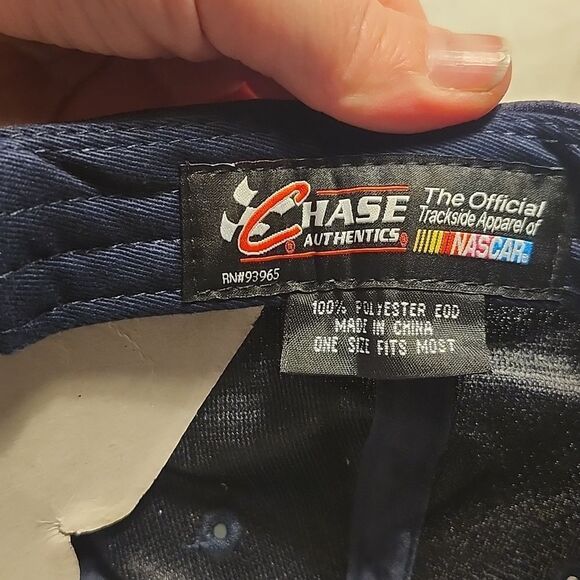 CHASE
AUTHENTICS®
The Official
Trackside Apparel of
NASCAR®
RN#93965
100% POLYESTER EOD
MADE IN CHINA
ONE SIZE FITS MOST